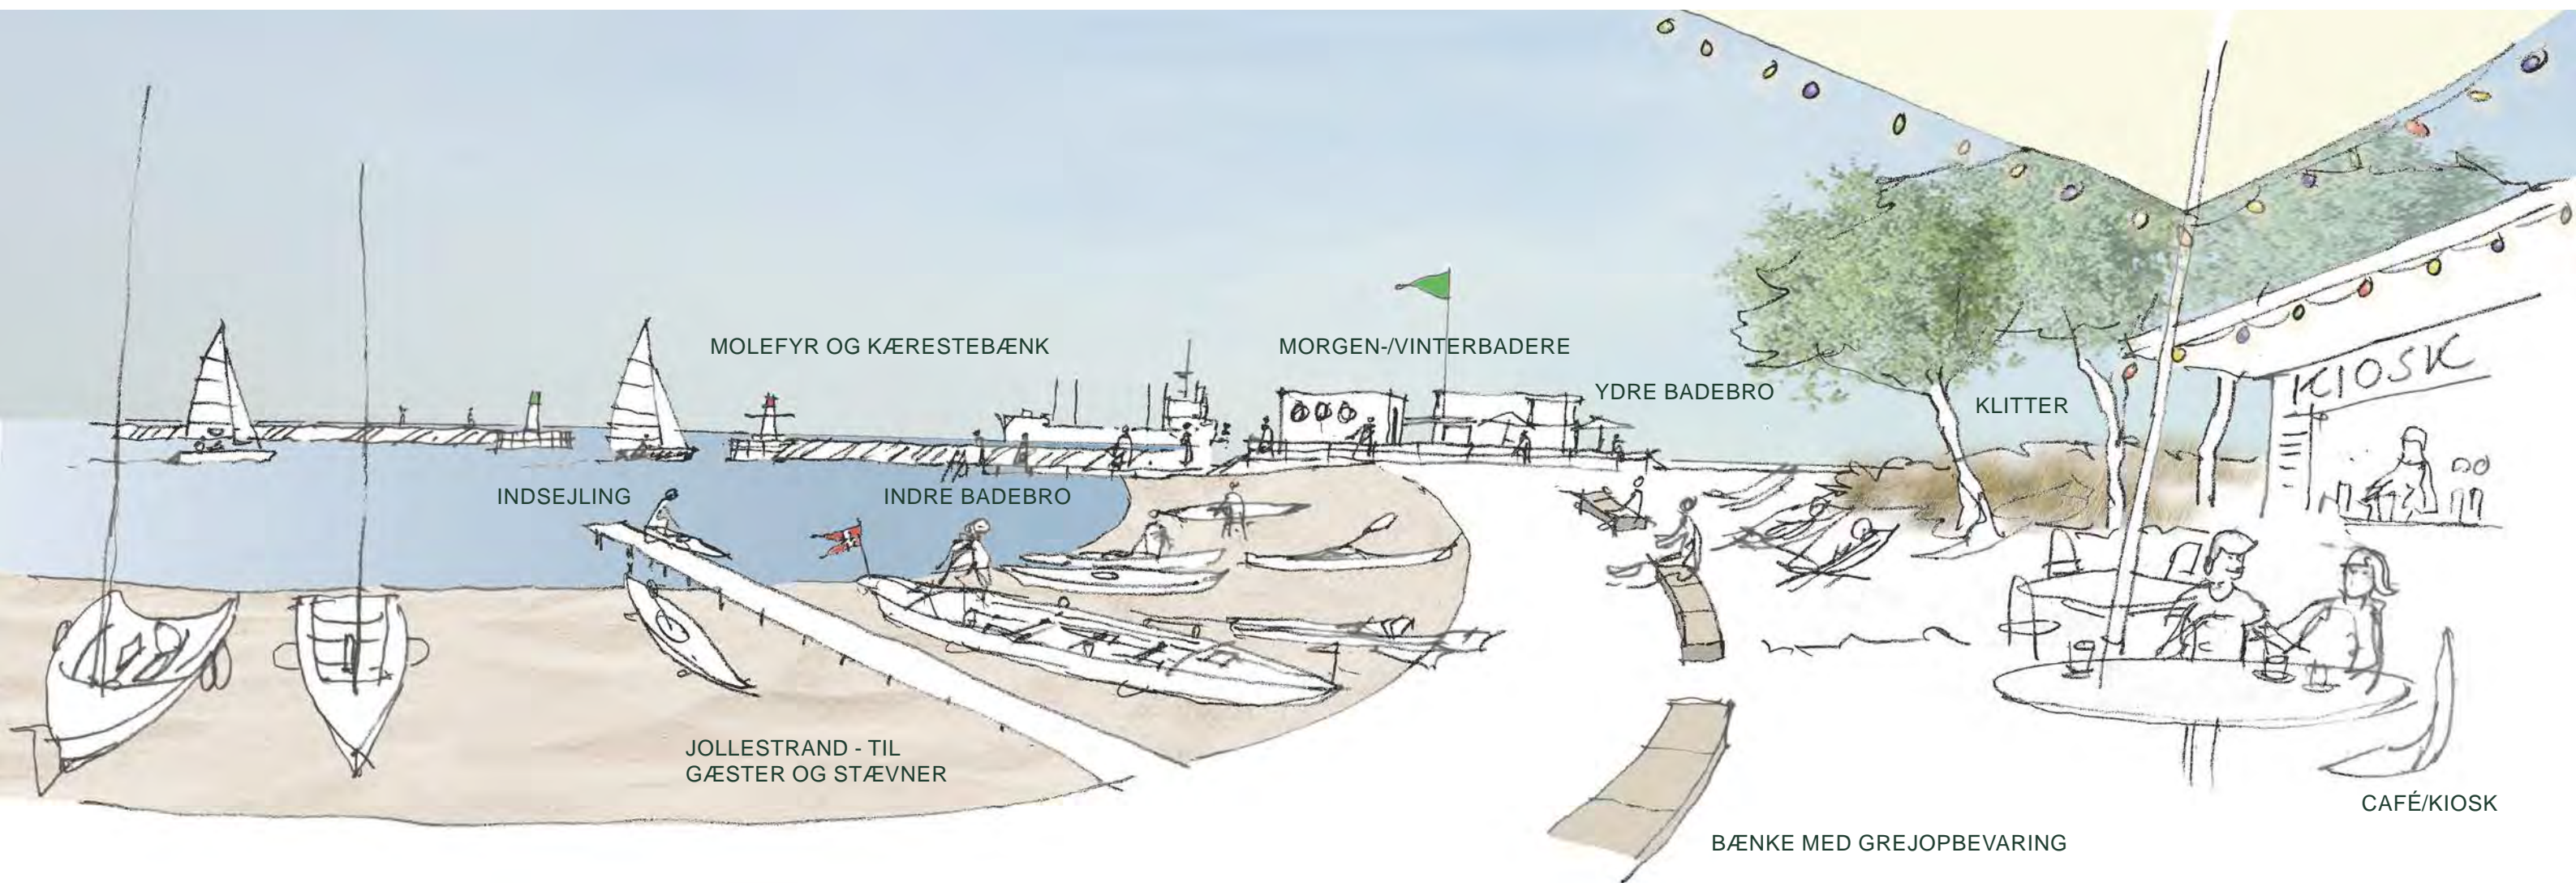 MOLEFYR OG KÆRESTEBÆNK
MORGEN-/VINTERBADERE
YDRE BADEBRO
KLITTER
KIOSK
INDSEJLING
INDRE BADEBRO
JOLLESTRAND - TIL
GÆSTER OG STÆVNER
CAFÉ/KIOSK
BÆNKE MED GREJOPBEVARING